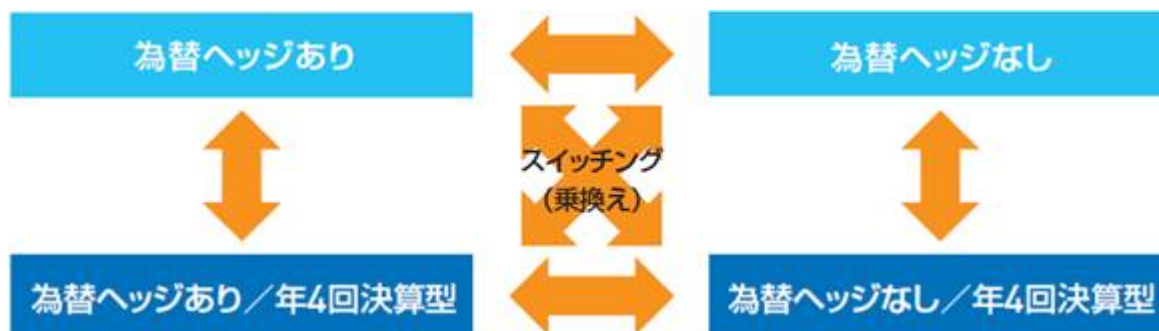 為替ヘッジあり
為替ヘッジなし
スイッチング
(乗換え)
為替ヘッジあり／年4回決算型
為替ヘッジなし／年4回決算型